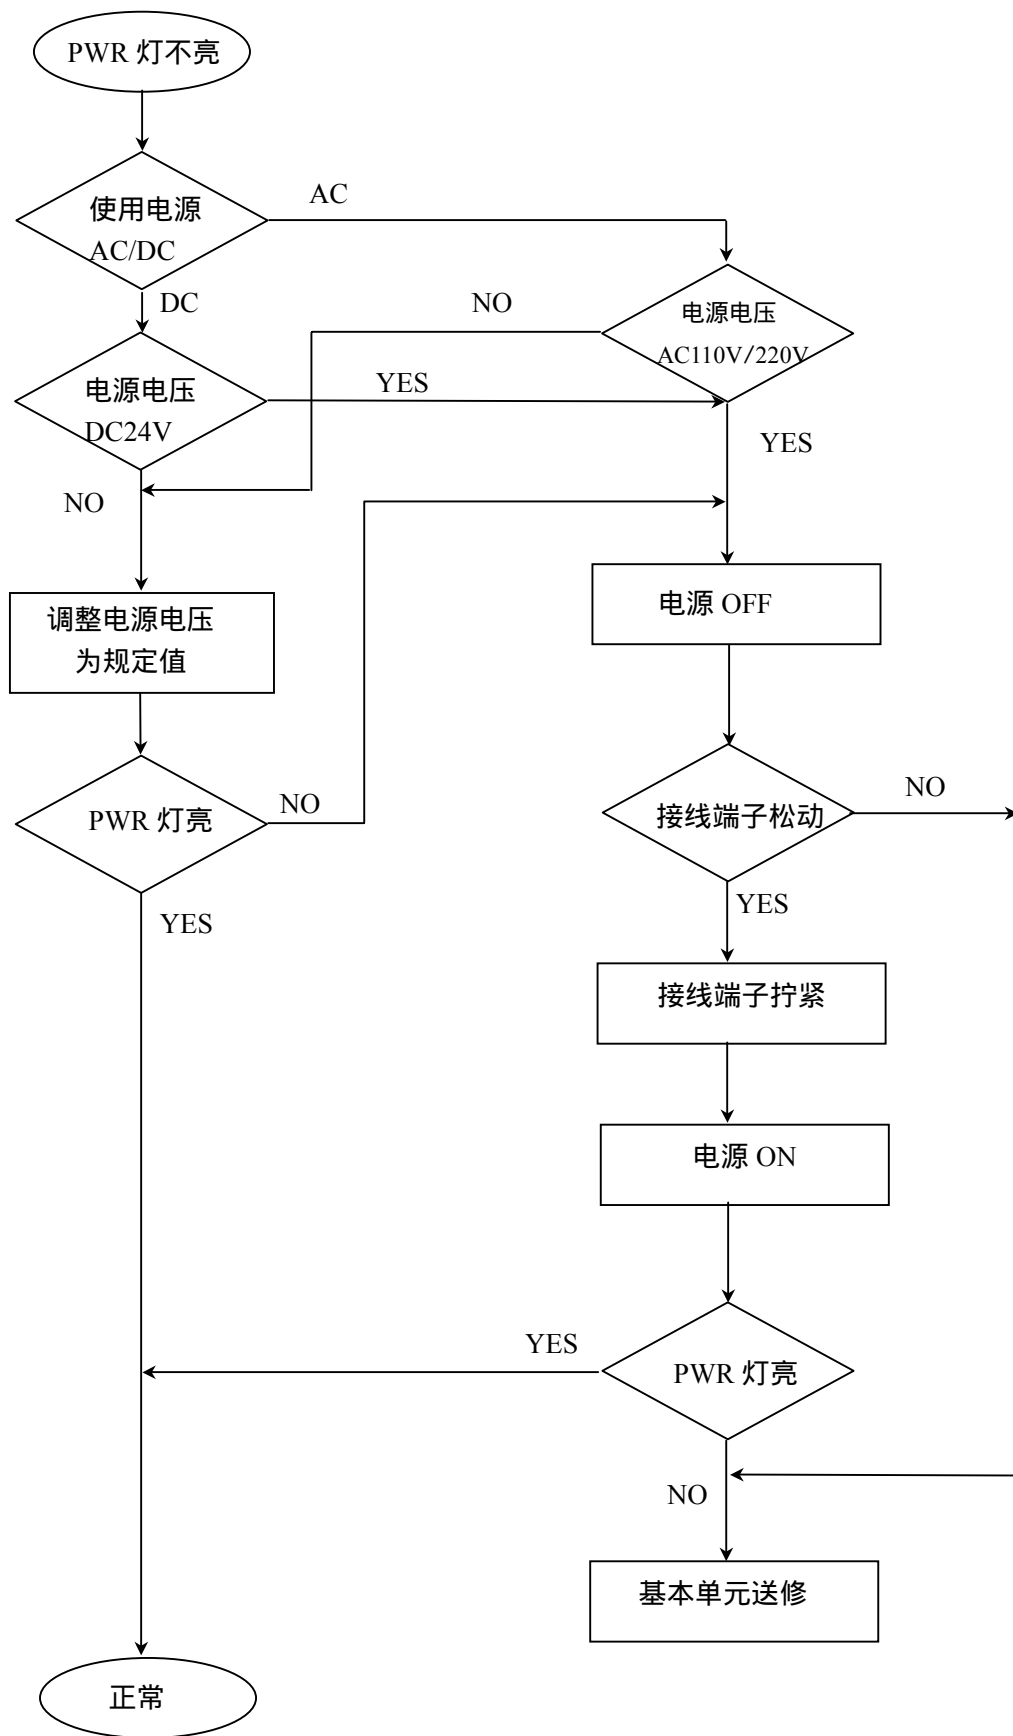 PWR 灯不亮
AC
使用电源
AC/DC
DC
NO
电源电压
AC110V/220V
电源电压
DC24V
YES
YES
NO
调整电源电压
为规定值
电源 OFF
PWR 灯亮
NO
接线端子松动
NO
YES
YES
接线端子拧紧
电源 ON
YES
PWR 灯亮
NO
基本单元送修
正常